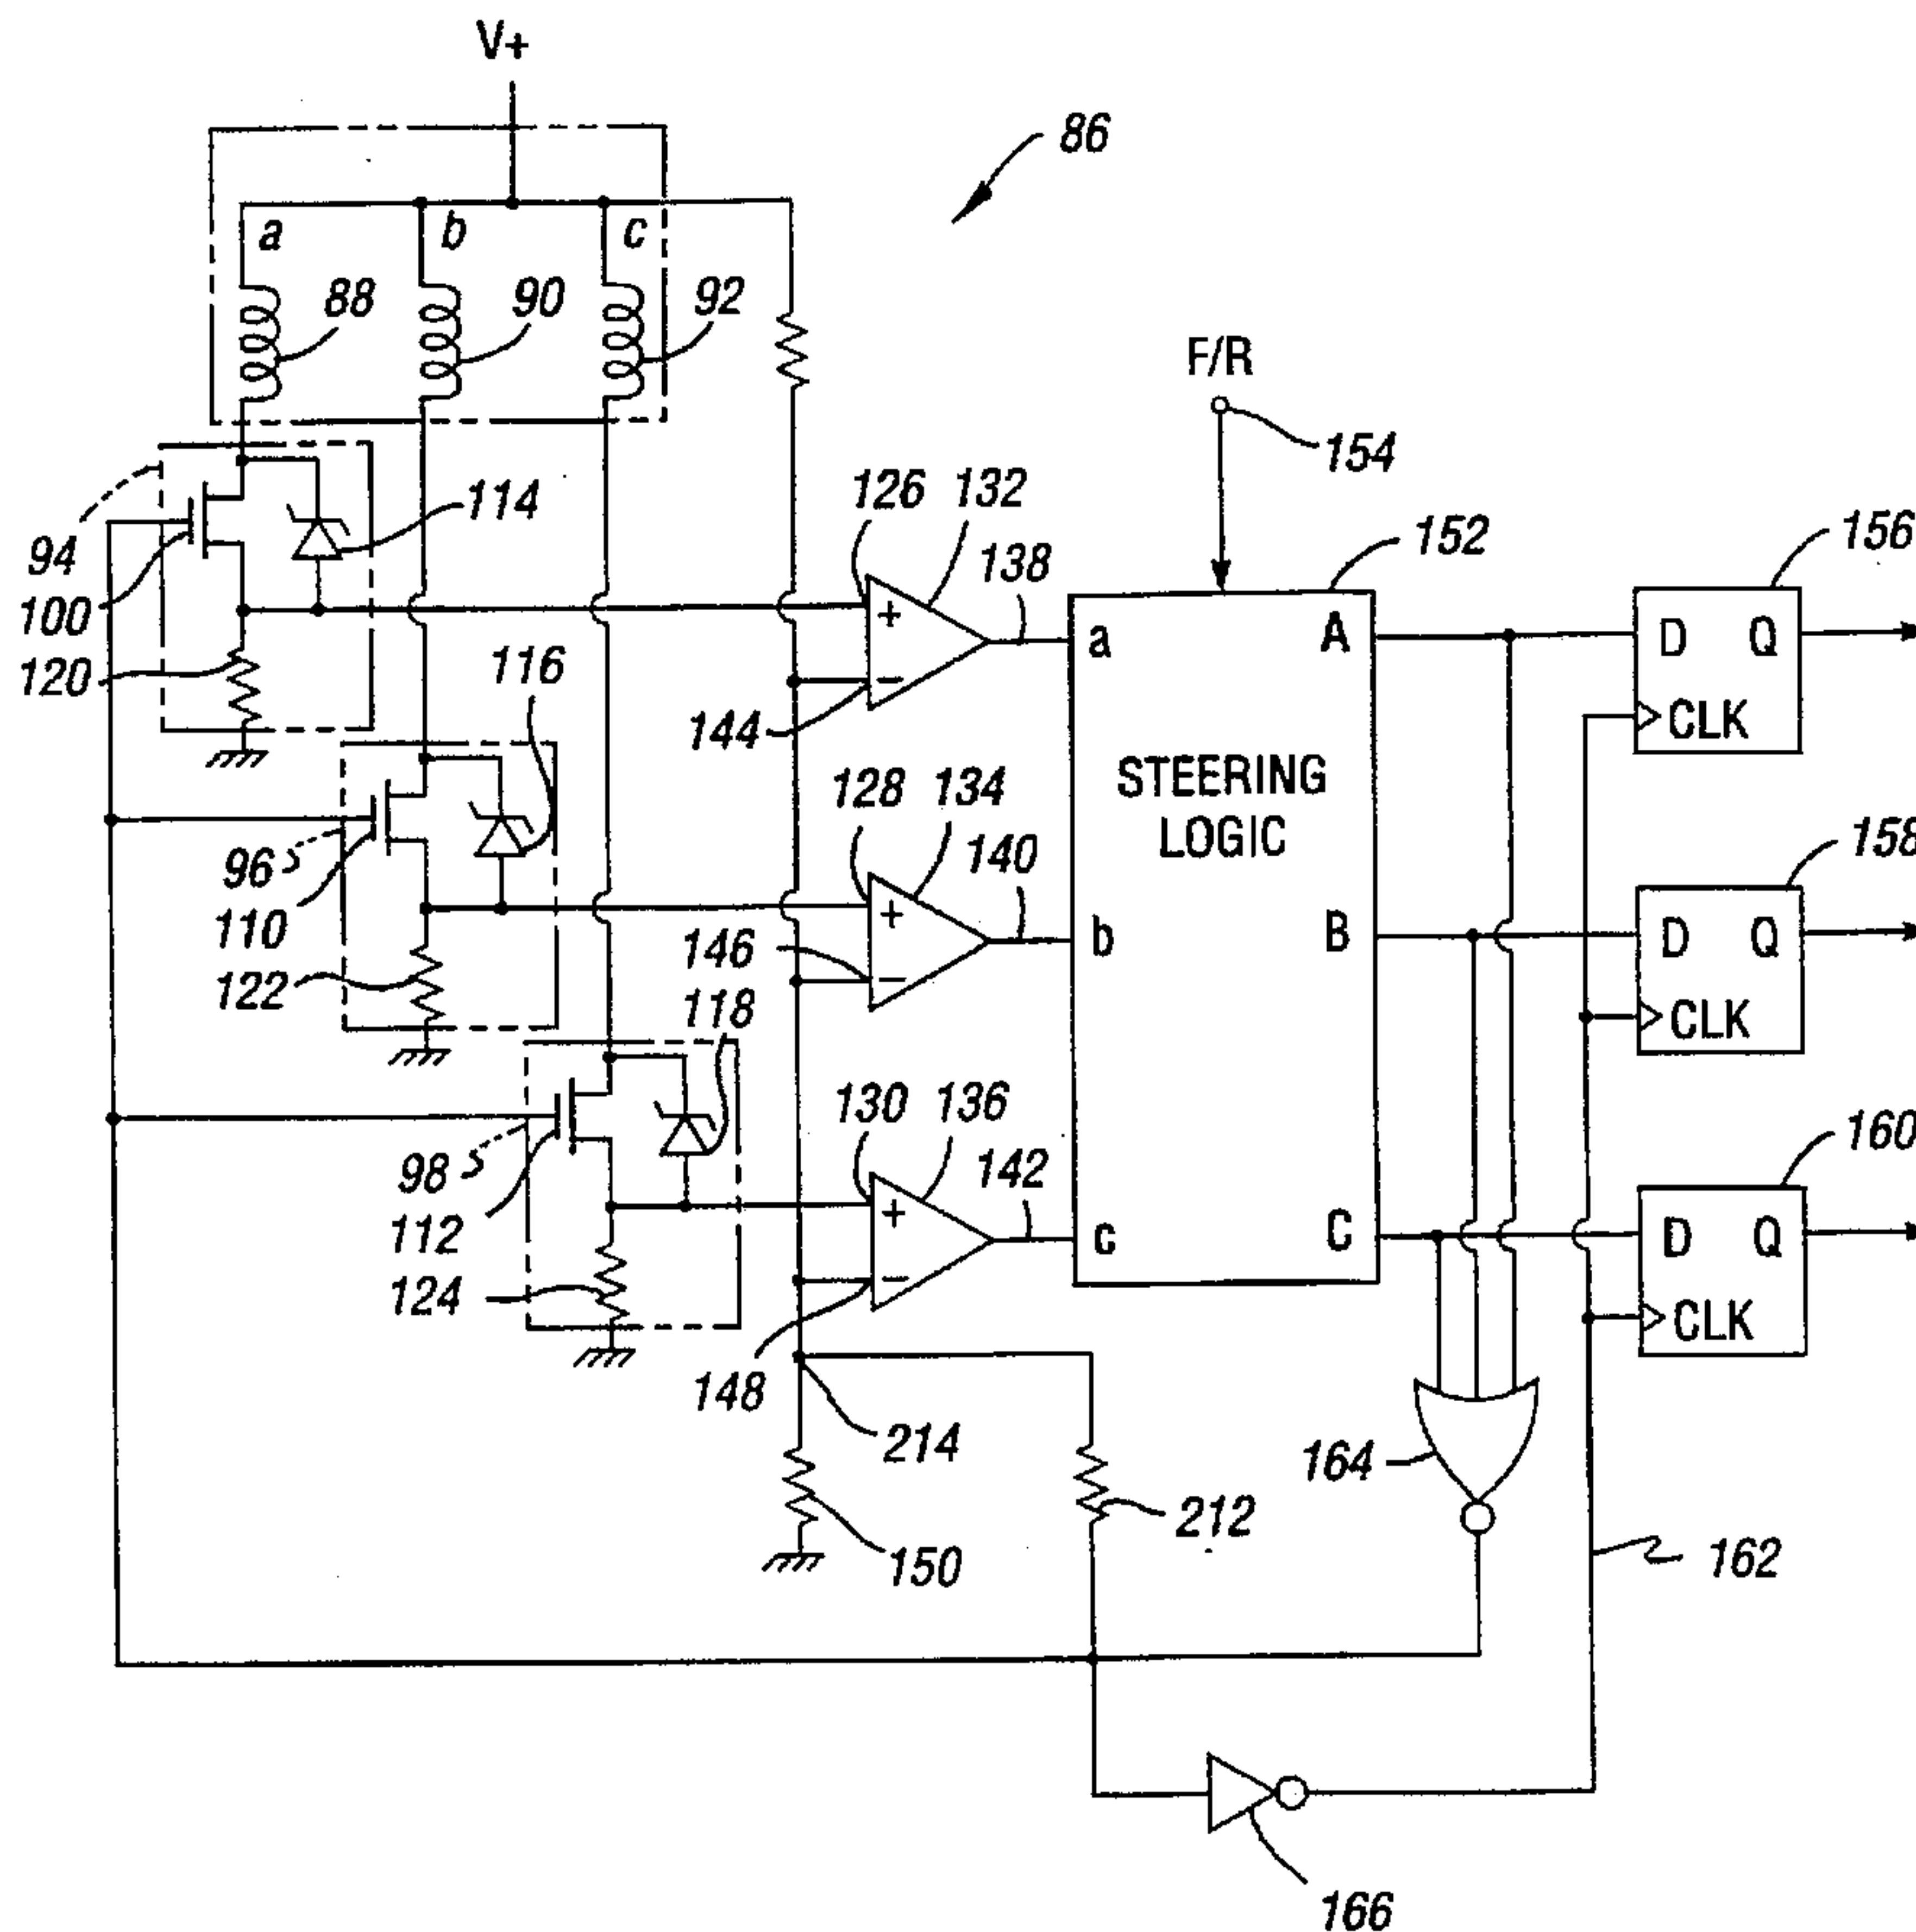 V+
86
a b c
88 90 92
F/R
154
94
114
126 132
138
152
156
100
+
a A
D Q
120
116
144
−
CLK
STEERING
LOGIC
128 134
140
158
96
110
+
b B
D Q
146
122
−
118
CLK
130 136
142
160
98
112
+
c C
D Q
124
−
CLK
148
214
164
212
150
162
166